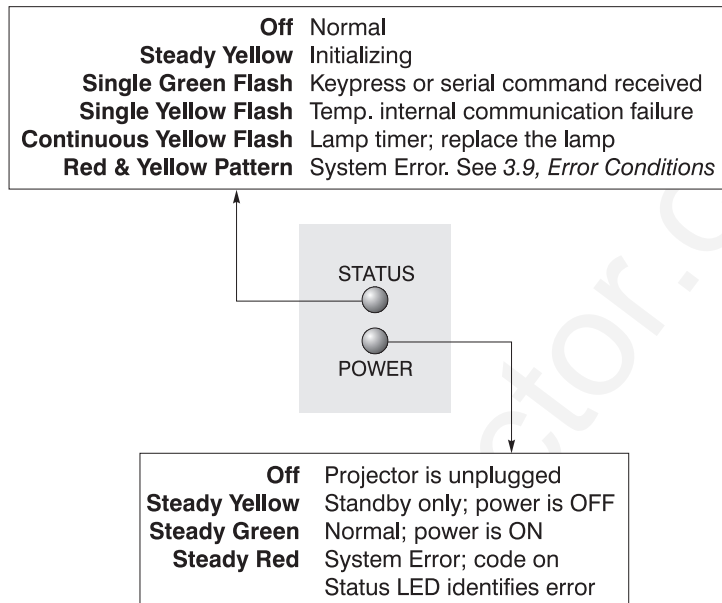 Off Normal
Steady Yellow Initializing
Single Green Flash Keypress or serial command received
Single Yellow Flash Temp. internal communication failure
Continuous Yellow Flash Lamp timer; replace the lamp
Red & Yellow Pattern System Error. See 3.9, Error Conditions
STATUS
POWER
Off Projector is unplugged
Steady Yellow Standby only; power is OFF
Steady Green Normal; power is ON
Steady Red System Error; code on
Status LED identifies error